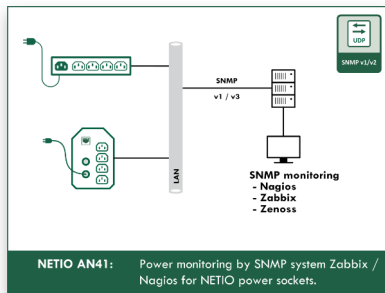 UDP
SNMP v1/v2
SNMP
v1 / v3
LAN
SNMP monitoring
- Nagios
- Zabbix
- Zenoss
NETIO AN41: Power monitoring by SNMP system Zabbix /
Nagios for NETIO power sockets.